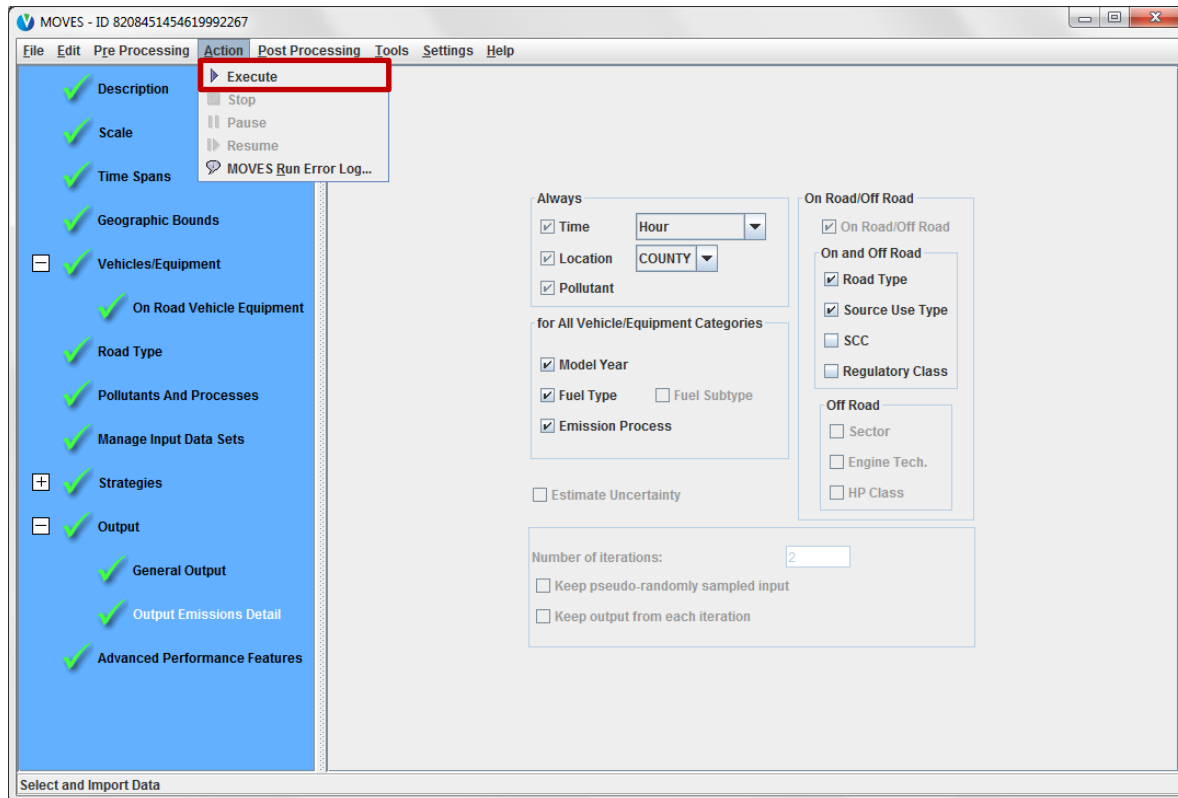 MOVES - ID 8208451454619992267
File Edit Pre Processing Action Post Processing Tools Settings Help
Execute
Stop
Pause
Resume
MOVES Run Error Log...
Description
Scale
Time Spans
Geographic Bounds
Vehicles/Equipment
On Road Vehicle Equipment
Road Type
Pollutants And Processes
Manage Input Data Sets
Strategies
Output
General Output
Output Emissions Detail
Advanced Performance Features
Always
Time Hour
Location COUNTY
Pollutant
for All Vehicle/Equipment Categories
Model Year
Fuel Type Fuel Subtype
Emission Process
On Road/Off Road
On Road/Off Road
On and Off Road
Road Type
Source Use Type
SCC
Regulatory Class
Off Road
Sector
Engine Tech.
HP Class
Estimate Uncertainty
Number of iterations: 2
Keep pseudo-randomly sampled input
Keep output from each iteration
Select and Import Data